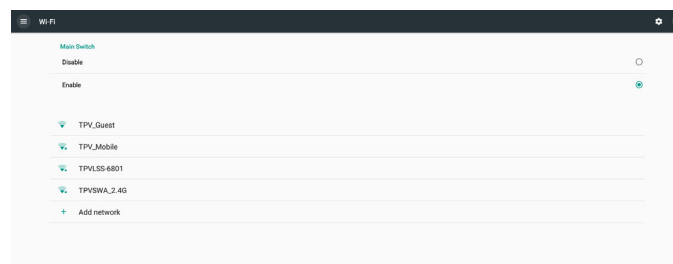 Wi-Fi
Main Switch
Disable
Enable
TPV_Guest
TPV_Mobile
TPVLSS-6801
TPVSWA_2.4G
Add network